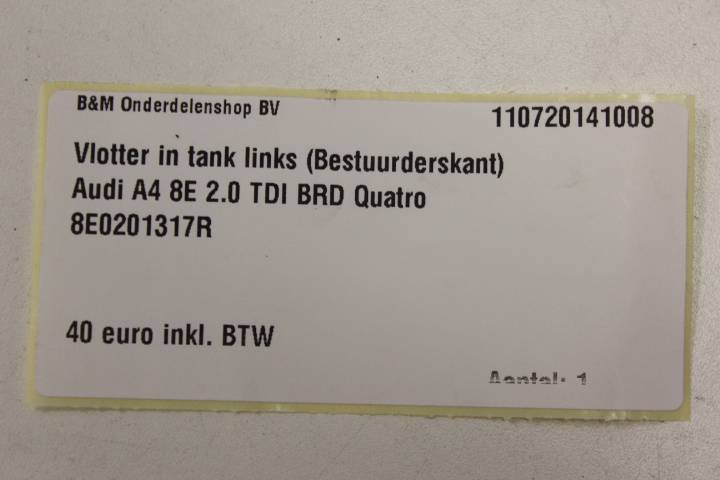 B&M Onderdelenshop BV
110720141008
Vlotter in tank links (Bestuurderskant)
Audi A4 8E 2.0 TDI BRD Quatro
8E0201317R
40 euro inkl. BTW
Aantal: 1